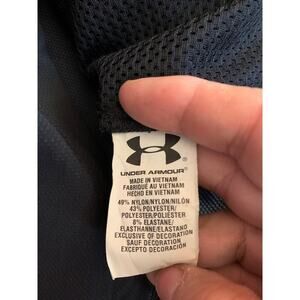 UNDER ARMOUR®
MADE IN VIETNAM
FABRIQUÉ AU VIETNAM
HECHO EN VIETNAM
49% NYLON/NYLON/NILÓN
43% POLYESTER/
POLYESTER/POLIÉSTER
8% ELASTANE/
ELASTHANNE/ELASTANO
EXCLUSIVE OF DECORATION
SAUF DÉCORATION
EXCEPTO DECORACIÓN